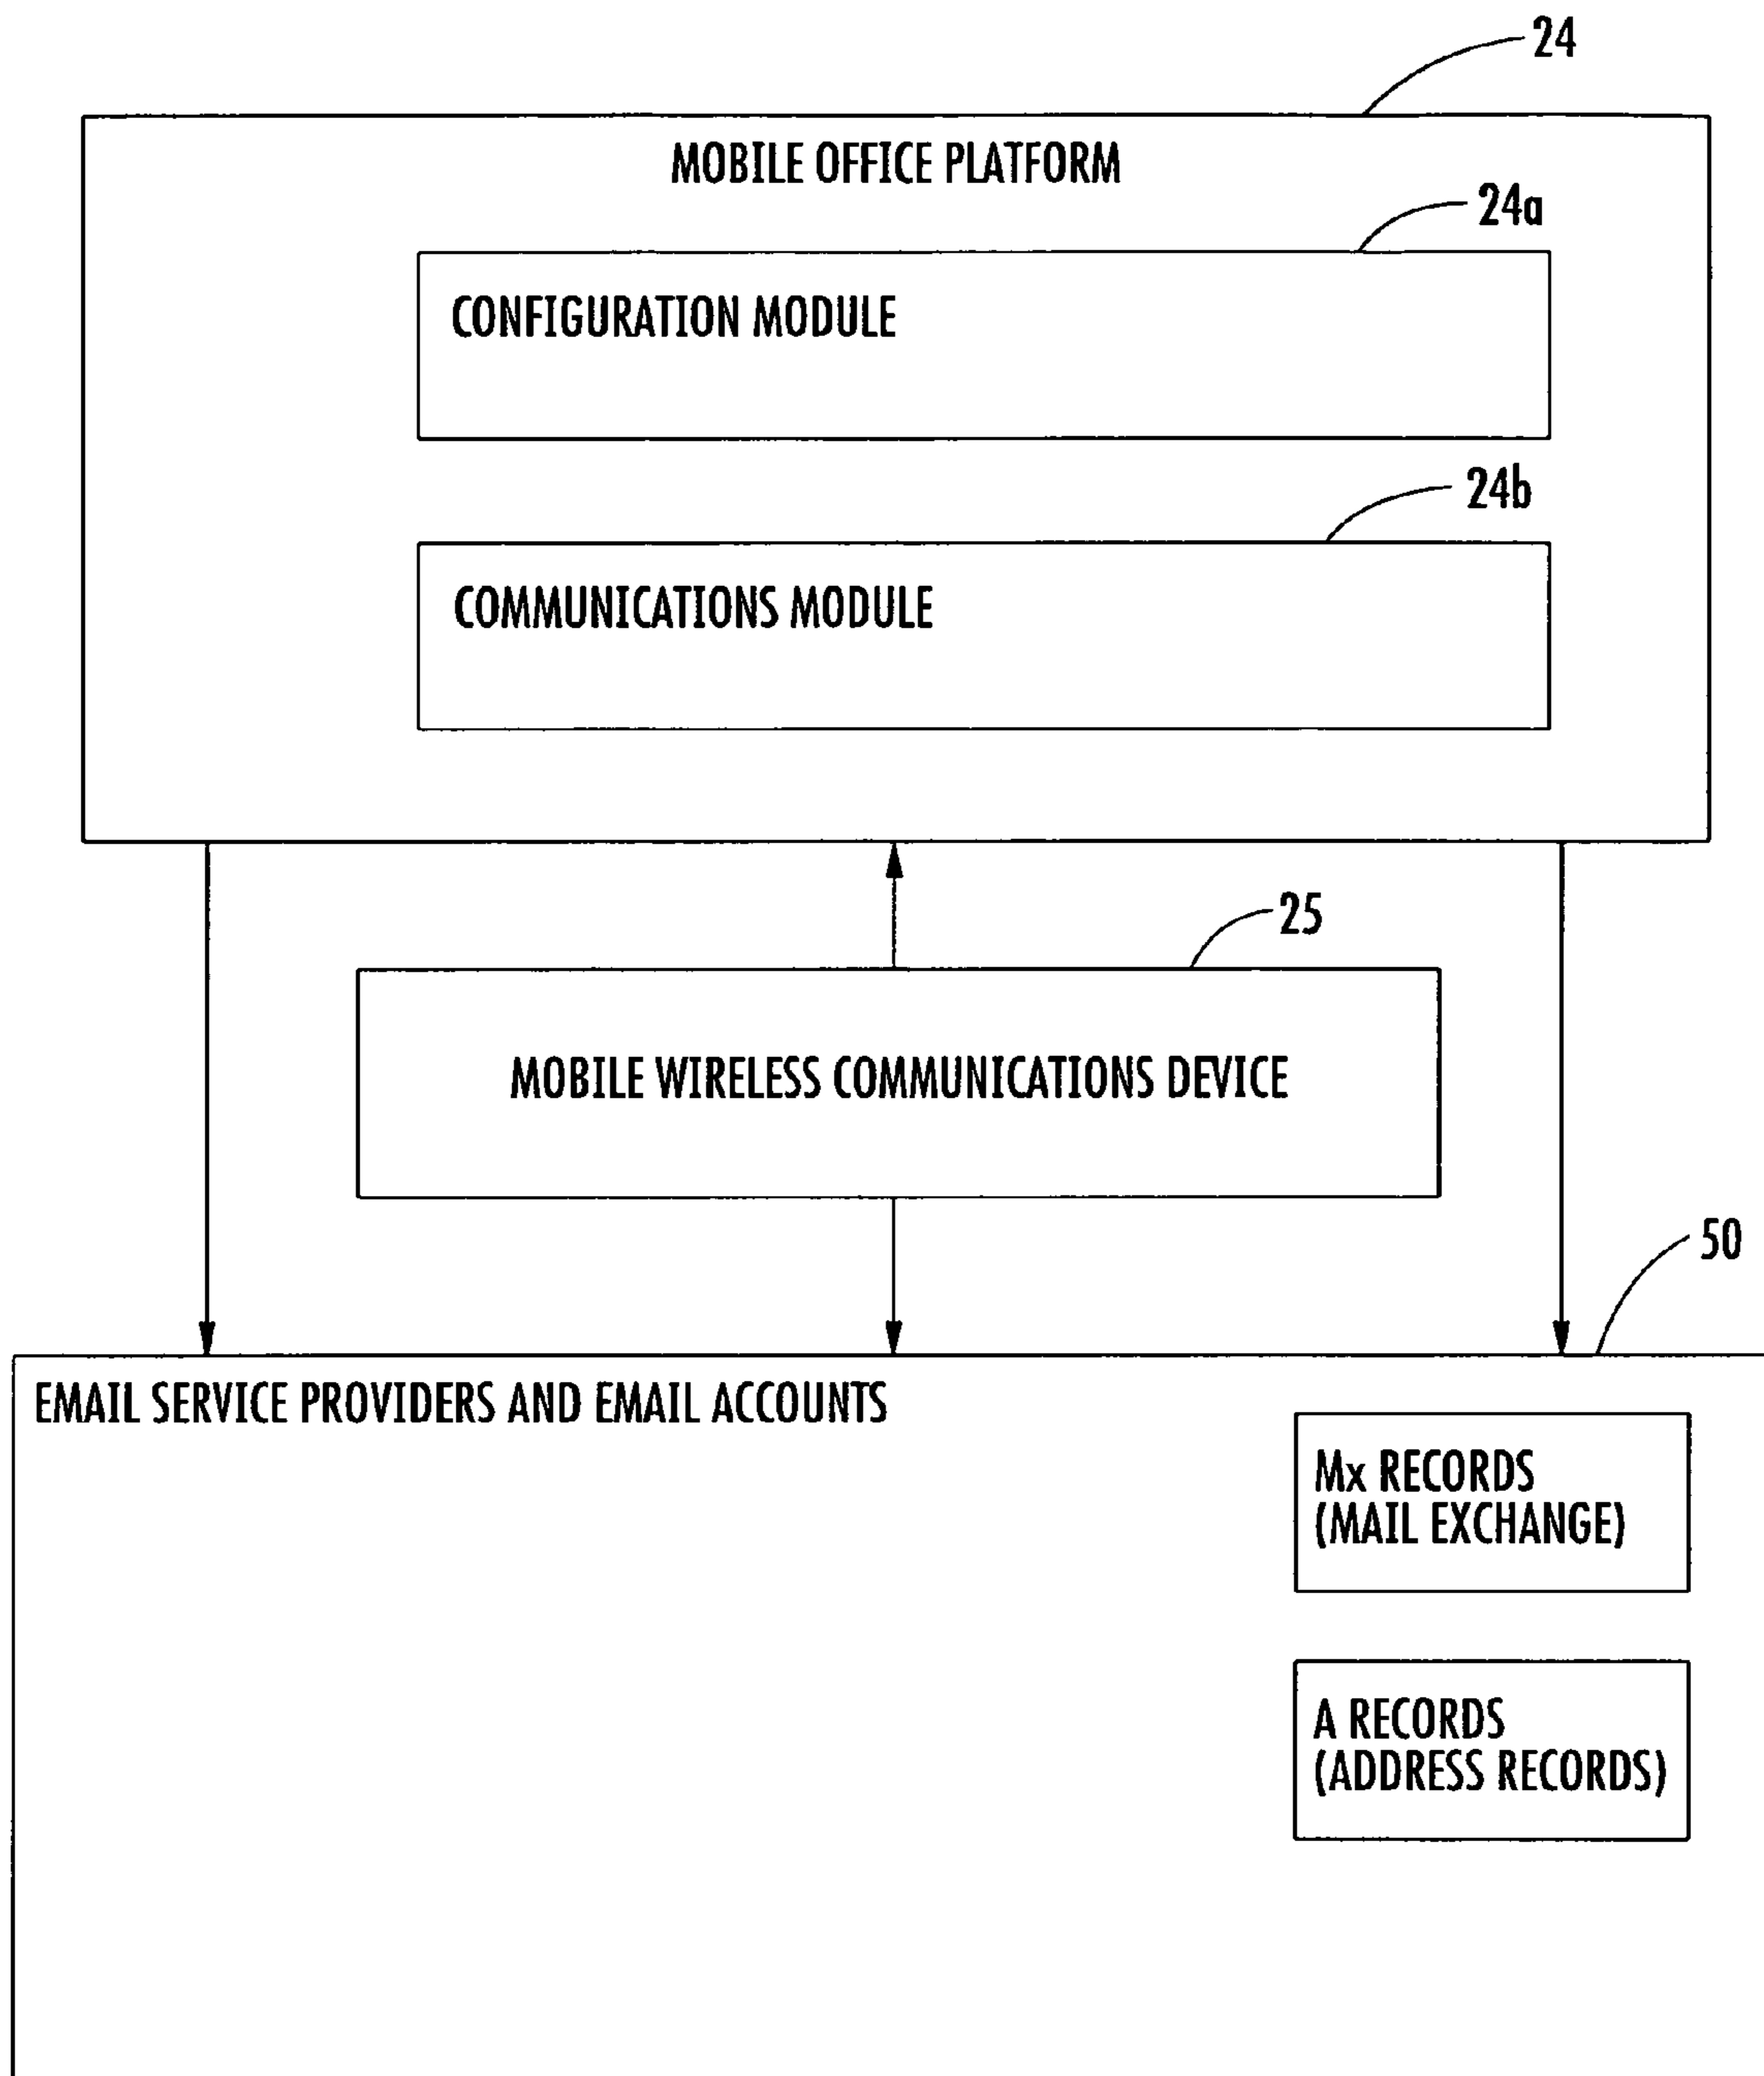 24
MOBILE OFFICE PLATFORM
24a
CONFIGURATION MODULE
24b
COMMUNICATIONS MODULE
25
MOBILE WIRELESS COMMUNICATIONS DEVICE
50
EMAIL SERVICE PROVIDERS AND EMAIL ACCOUNTS
Mx RECORDS
(MAIL EXCHANGE)
A RECORDS
(ADDRESS RECORDS)